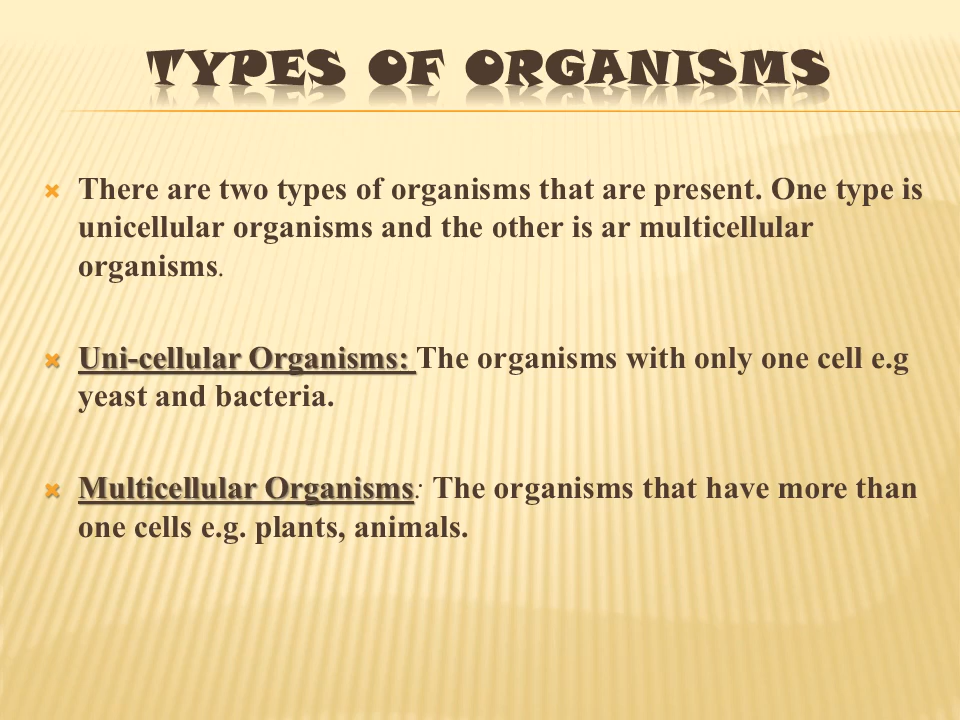 TYPES OF ORGANISMS
There are two types of organisms that are present. One type is
unicellular organisms and the other is ar multicellular
organisms.
Uni-cellular Organisms: The organisms with only one cell e.g
yeast and bacteria.
Multicellular Organisms: The organisms that have more than
one cells e.g. plants, animals.